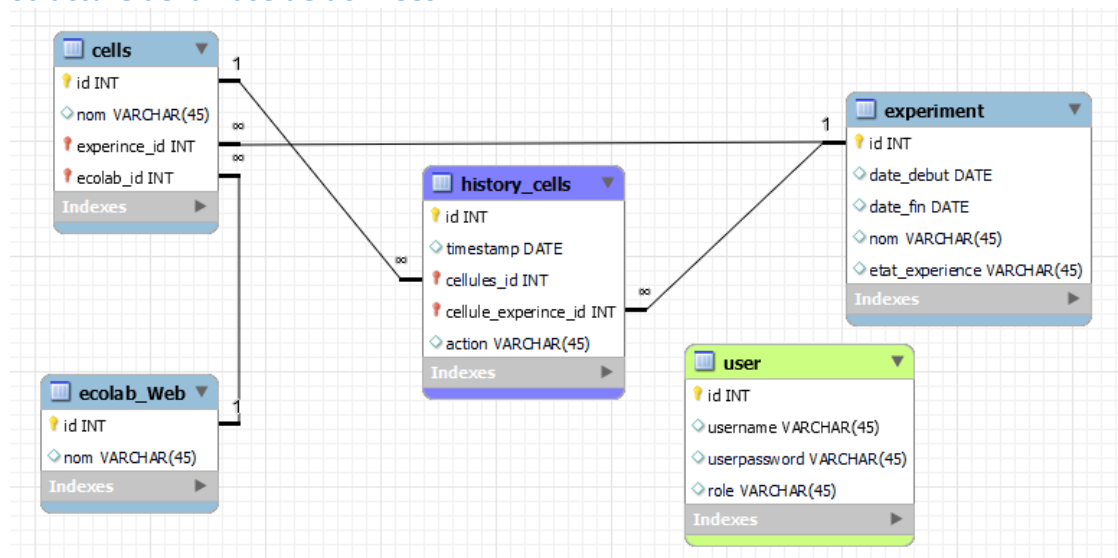 cells
id INT
nom VARCHAR(45)
experince_id INT
ecolab_id INT
Indexes
1
∞
∞
history_cells
id INT
timestamp DATE
cellules_id INT
cellule_experince_id INT
action VARCHAR(45)
Indexes
∞
∞
experiment
id INT
date_debut DATE
date_fin DATE
nom VARCHAR(45)
etat_experience VARCHAR(45)
Indexes
1
ecolab_Web
id INT
nom VARCHAR(45)
Indexes
1
user
id INT
username VARCHAR(45)
userpassword VARCHAR(45)
role VARCHAR(45)
Indexes